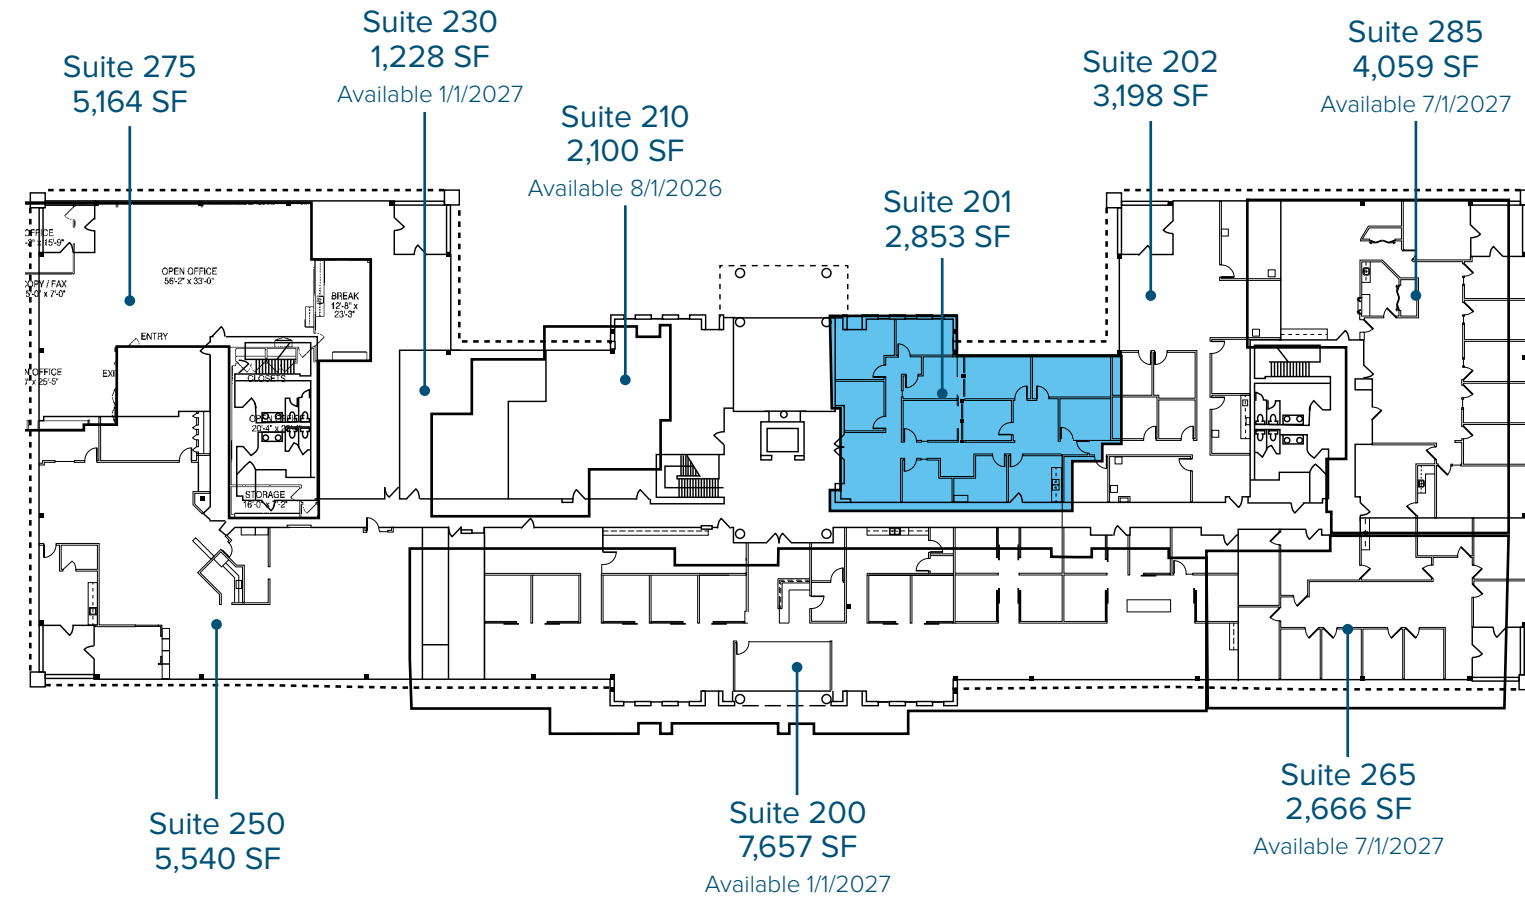 Suite 230
1,228 SF
Available 1/1/2027
Suite 285
4,059 SF
Available 7/1/2027
Suite 275
5,164 SF
Suite 202
3,198 SF
Suite 210
2,100 SF
Available 8/1/2026
Suite 201
2,853 SF
OPEN OFFICE
56'-2" x 33'-0"
BREAK
12'-8" x
23'-3"
ENTRY
CLOSETS
STORAGE
16'-0" x 7'-2"
Suite 250
5,540 SF
Suite 200
7,657 SF
Available 1/1/2027
Suite 265
2,666 SF
Available 7/1/2027